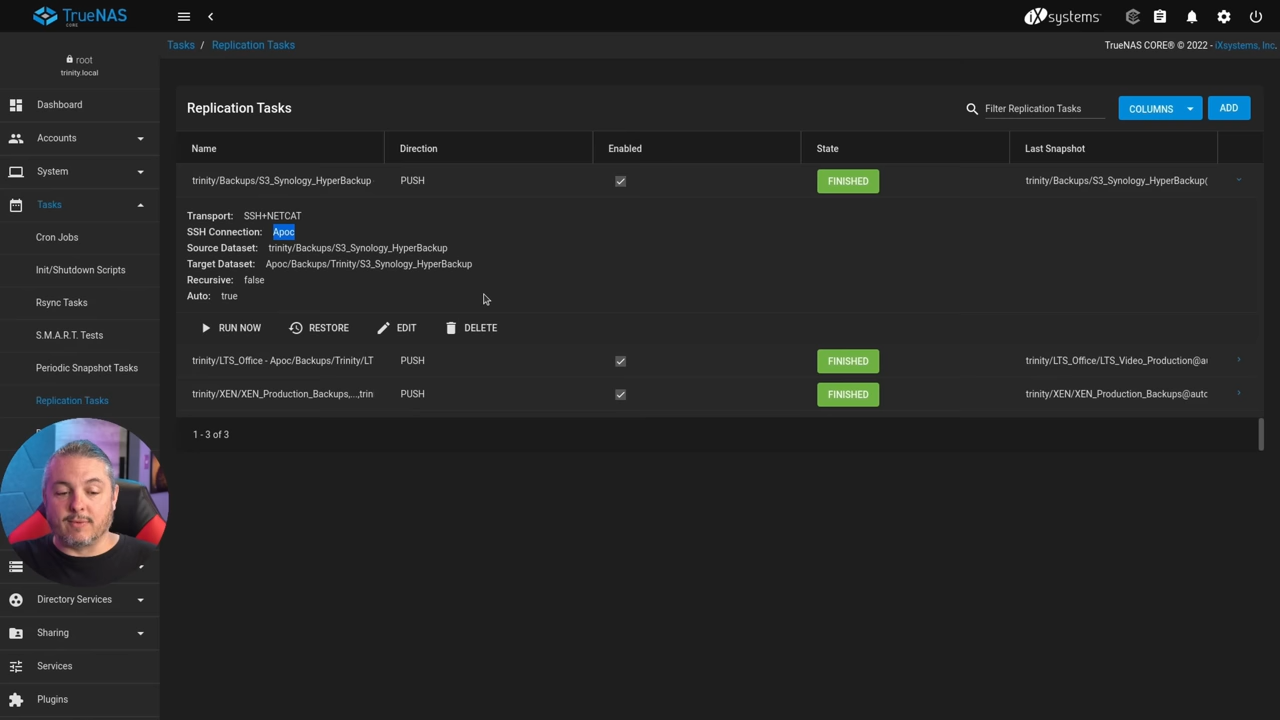 TrueNAS
CORE
iXsystems
root
trinity.local
Tasks / Replication Tasks
TrueNAS CORE® © 2022 - iXsystems, Inc.
Dashboard
Accounts
System
Tasks
Cron Jobs
Init/Shutdown Scripts
Rsync Tasks
S.M.A.R.T. Tests
Periodic Snapshot Tasks
Replication Tasks
Directory Services
Sharing
Services
Plugins
Replication Tasks
Filter Replication Tasks
COLUMNS
ADD
Name Direction Enabled State Last Snapshot
trinity/Backups/S3_Synology_HyperBackup PUSH FINISHED trinity/Backups/S3_Synology_HyperBackup(
Transport: SSH+NETCAT
SSH Connection: Apoc
Source Dataset: trinity/Backups/S3_Synology_HyperBackup
Target Dataset: Apoc/Backups/Trinity/S3_Synology_HyperBackup
Recursive: false
Auto: true
RUN NOW RESTORE EDIT DELETE
trinity/LTS_Office - Apoc/Backups/Trinity/LT PUSH FINISHED trinity/LTS_Office/LTS_Video_Production@au
trinity/XEN/XEN_Production_Backups,...,trin PUSH FINISHED trinity/XEN/XEN_Production_Backups@autc
1 - 3 of 3